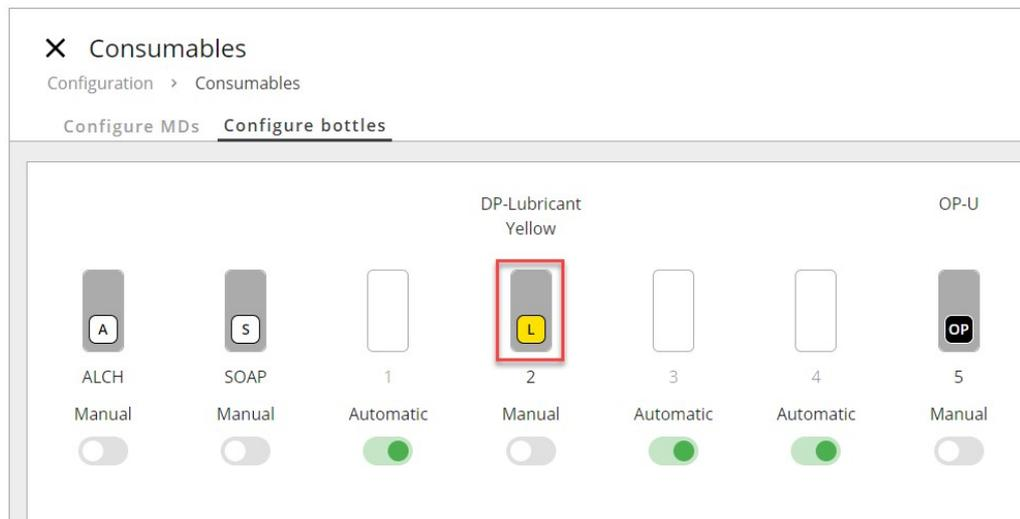 Consumables
Configuration > Consumables
Configure MDs Configure bottles
DP-Lubricant
Yellow
OP-U
A S L OP
ALCH SOAP 1 2 3 4 5
Manual Manual Automatic Manual Automatic Automatic Manual